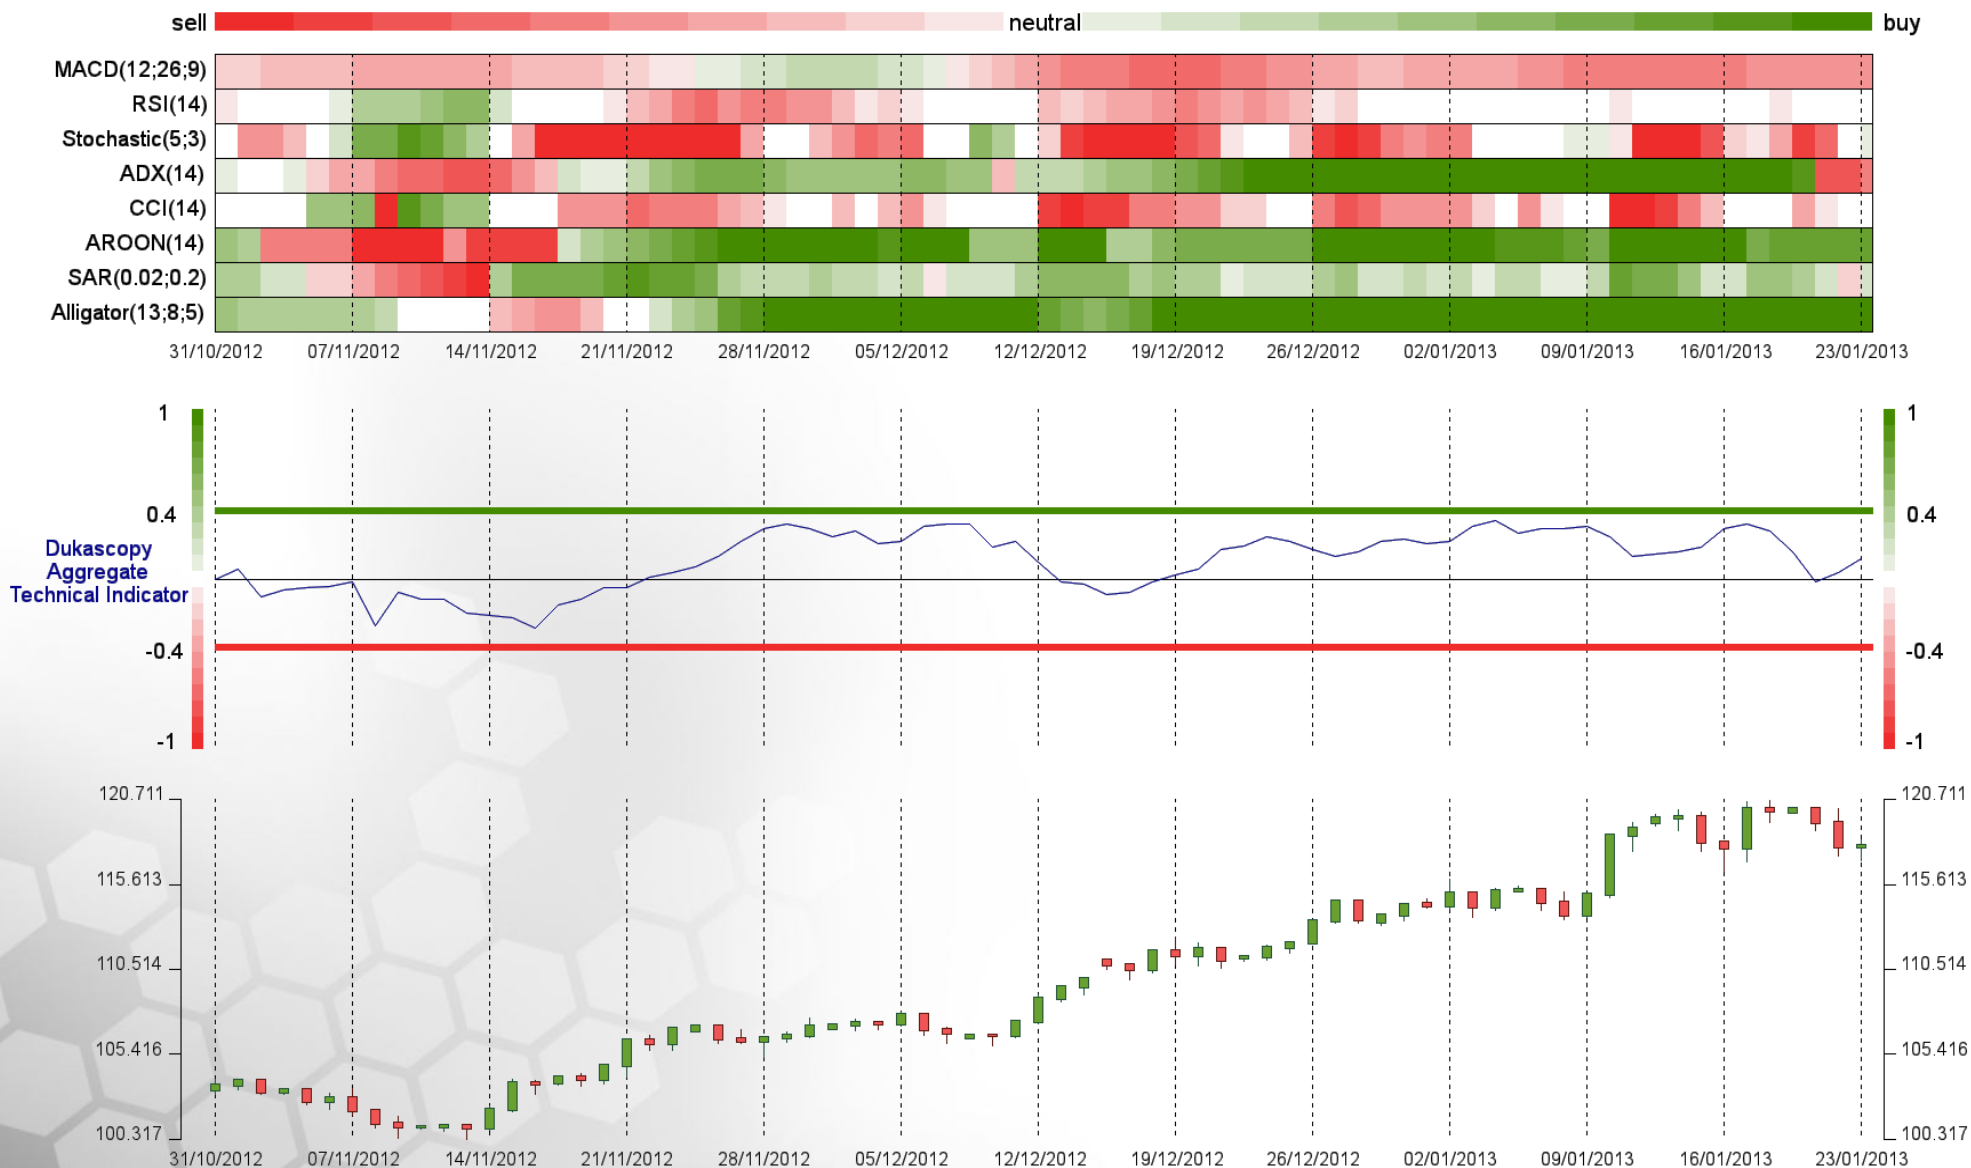 sell neutral buy
MACD(12;26;9)
RSI(14)
Stochastic(5;3)
ADX(14)
CCI(14)
AROON(14)
SAR(0.02;0.2)
Alligator(13;8;5)
31/10/2012 07/11/2012 14/11/2012 21/11/2012 28/11/2012 05/12/2012 12/12/2012 19/12/2012 26/12/2012 02/01/2013 09/01/2013 16/01/2013 23/01/2013
1 1
0.4 0.4
Dukascopy
Aggregate
Technical Indicator
-0.4 -0.4
-1 -1
120.711 120.711
115.613 115.613
110.514 110.514
105.416 105.416
100.317 100.317
31/10/2012 07/11/2012 14/11/2012 21/11/2012 28/11/2012 05/12/2012 12/12/2012 19/12/2012 26/12/2012 02/01/2013 09/01/2013 16/01/2013 23/01/2013